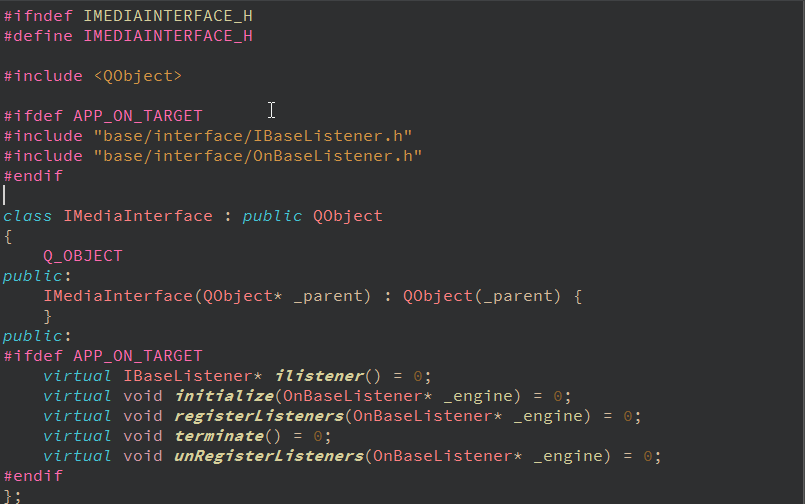 #ifndef IMEDIAINTERFACE_H
#define IMEDIAINTERFACE_H
#include <QObject>
#ifdef APP_ON_TARGET
#include "base/interface/IBaseListener.h"
#include "base/interface/OnBaseListener.h"
#endif
class IMediaInterface : public QObject
{
    Q_OBJECT
public:
    IMediaInterface(QObject* _parent) : QObject(_parent) {
    }
public:
#ifdef APP_ON_TARGET
    virtual IBaseListener* ilistener() = 0;
    virtual void initialize(OnBaseListener* _engine) = 0;
    virtual void registerListeners(OnBaseListener* _engine) = 0;
    virtual void terminate() = 0;
    virtual void unRegisterListeners(OnBaseListener* _engine) = 0;
#endif
};